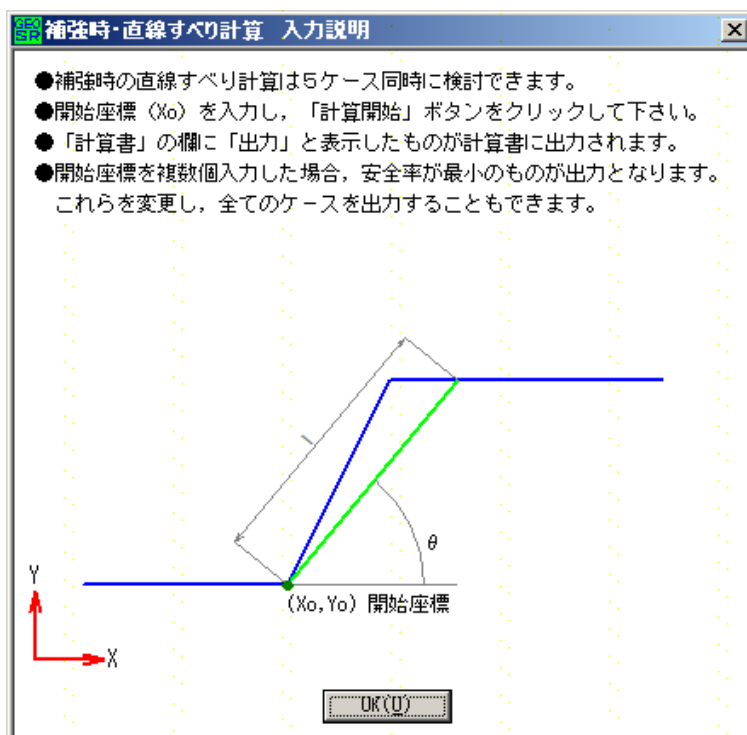 GEO
SR
補強時・直線すべり計算　入力説明
●補強時の直線すべり計算は５ケース同時に検討できます。
●開始座標（Xo）を入力し，「計算開始」ボタンをクリックして下さい。
●「計算書」の欄に「出力」と表示したものが計算書に出力されます。
●開始座標を複数個入力した場合，安全率が最小のものが出力となります。
これらを変更し，全てのケースを出力することもできます。
l
θ
(Xo,Yo) 開始座標
Y
X
OK(U)